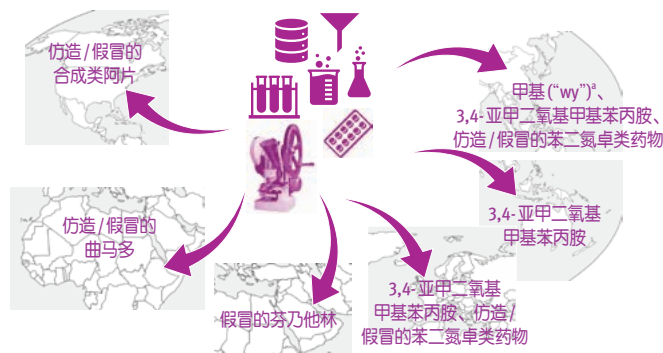 仿造/假冒的
合成类阿片
甲基(“wy”)ª、
3,4-亚甲二氧基甲基苯丙胺、
仿造/假冒的苯二氮卓类药物
3,4-亚甲二氧基
甲基苯丙胺
仿造/假冒的
曲马多
假冒的芬乃他林
3,4-亚甲二氧基
甲基苯丙胺、仿造/
假冒的苯二氮卓类药物